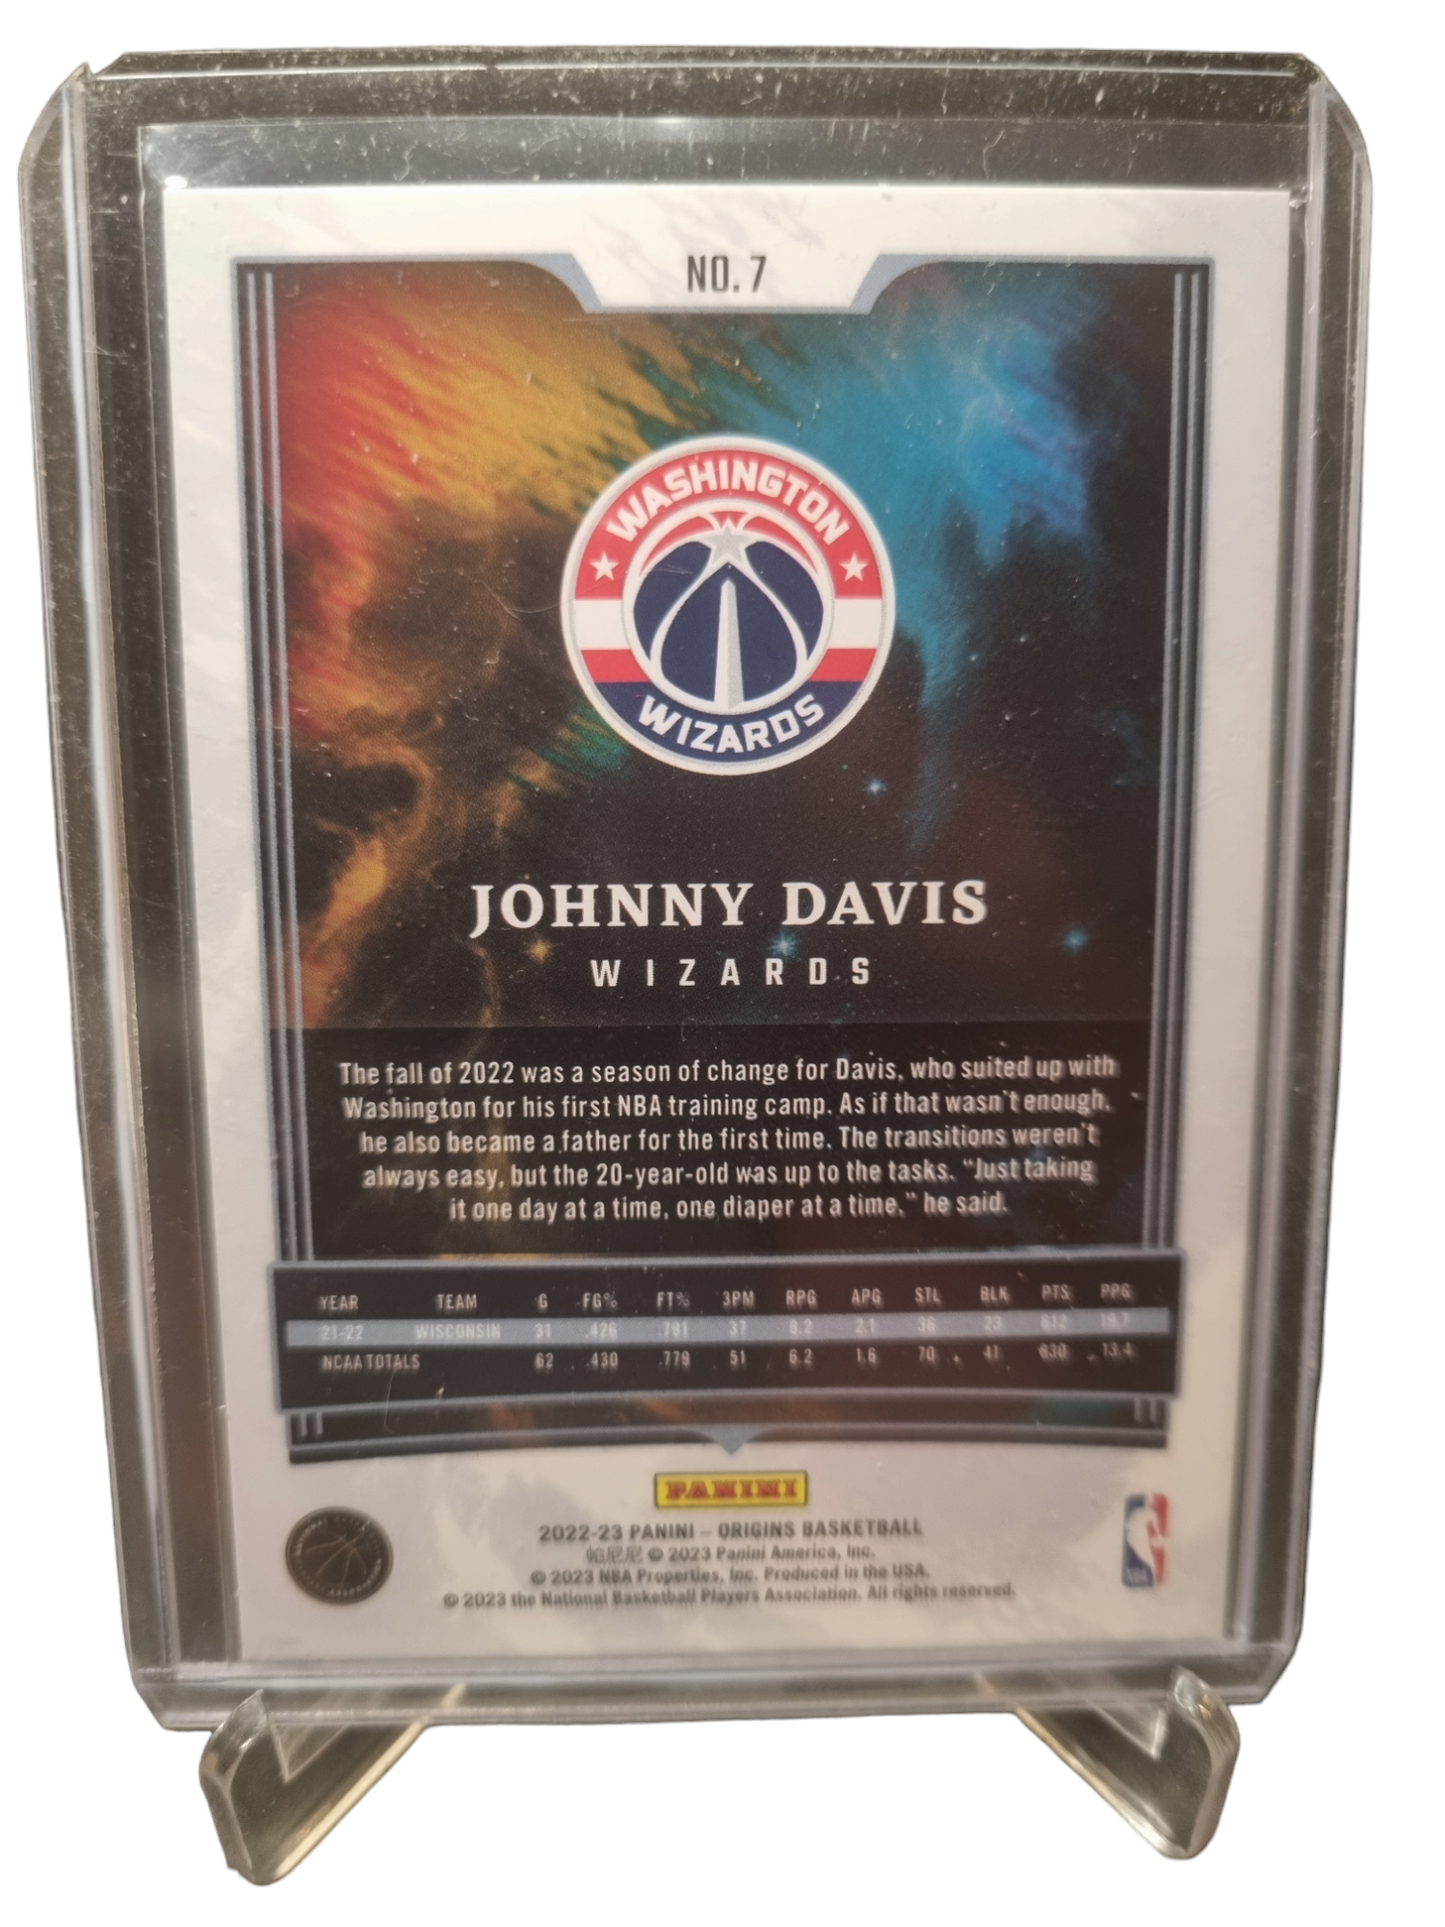 NO. 7
WASHINGTON
WIZARDS
JOHNNY DAVIS
WIZARDS
The fall of 2022 was a season of change for Davis, who suited up with
Washington for his first NBA training camp. As if that wasn't enough,
he also became a father for the first time. The transitions weren't
always easy, but the 20-year-old was up to the tasks. “Just taking
it one day at a time, one diaper at a time,” he said.
YEAR TEAM G FG% FT% 3PM RPG APG STL BLK PTS PPG
21-22 WISCONSIN 31 .426 .791 37 8.2 2.1 36 23 612 19.7
NCAA TOTALS 62 .430 .779 51 6.2 1.6 70 41 830 13.4
PANINI
2022-23 PANINI – ORIGINS BASKETBALL
帕尼尼 © 2023 Panini America, Inc.
© 2023 NBA Properties, Inc. Produced in the USA.
© 2023 the National Basketball Players Association. All rights reserved.
NBA